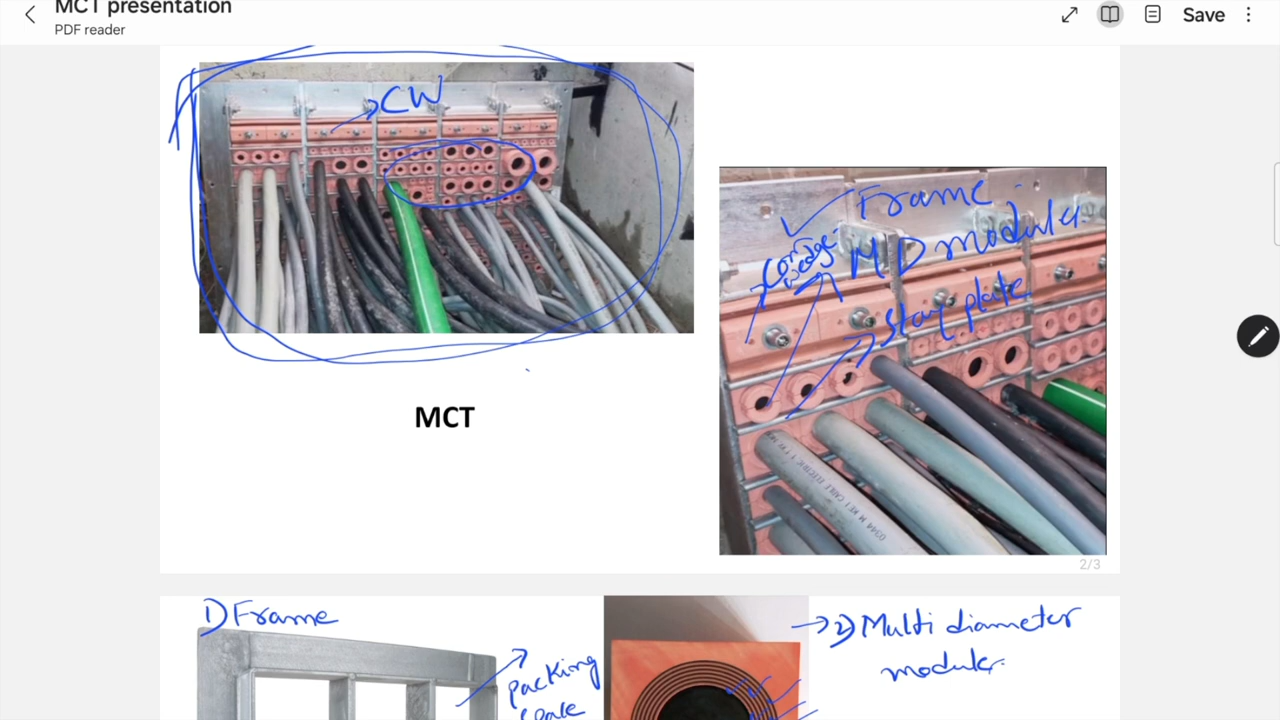 MCT presentation
PDF reader
Save
CW
Frame
MD module
Stay plate
MCT
2/3
1) Frame
packing
space
2) Multi diameter
module